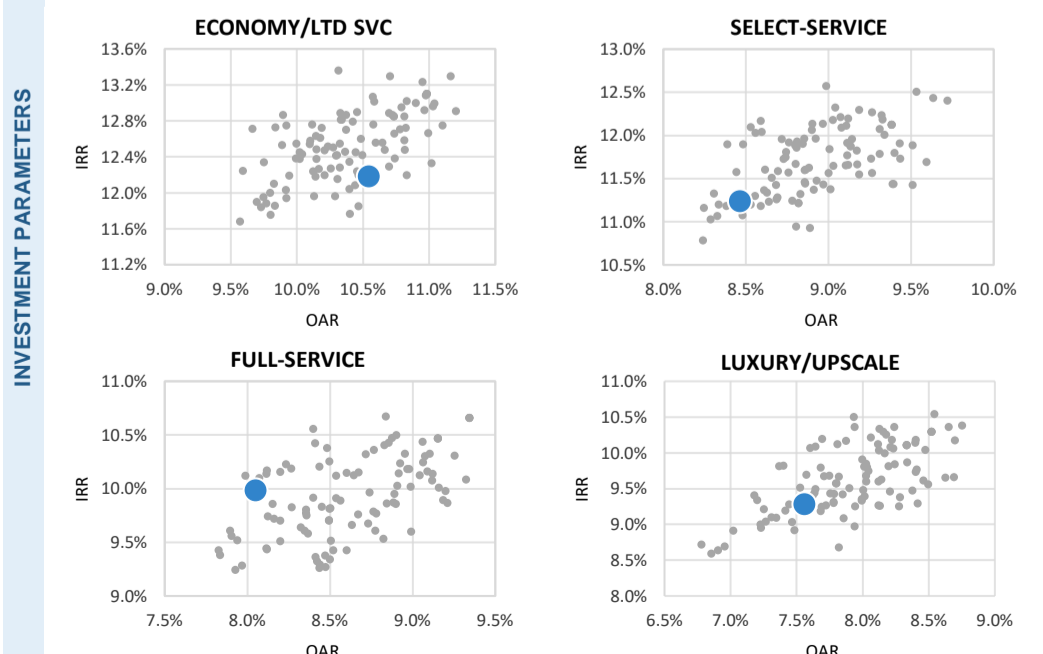 INVESTMENT PARAMETERS
ECONOMY/LTD SVC
13.6%
13.2%
12.8%
12.4%
12.0%
11.6%
11.2%
IRR
9.0% 9.5% 10.0% 10.5% 11.0% 11.5%
OAR
SELECT-SERVICE
13.0%
12.5%
12.0%
11.5%
11.0%
10.5%
IRR
8.0% 8.5% 9.0% 9.5% 10.0%
OAR
FULL-SERVICE
11.0%
10.5%
10.0%
9.5%
9.0%
IRR
7.5% 8.0% 8.5% 9.0% 9.5%
OAR
LUXURY/UPSCALE
11.0%
10.5%
10.0%
9.5%
9.0%
8.5%
8.0%
IRR
6.5% 7.0% 7.5% 8.0% 8.5% 9.0%
OAR